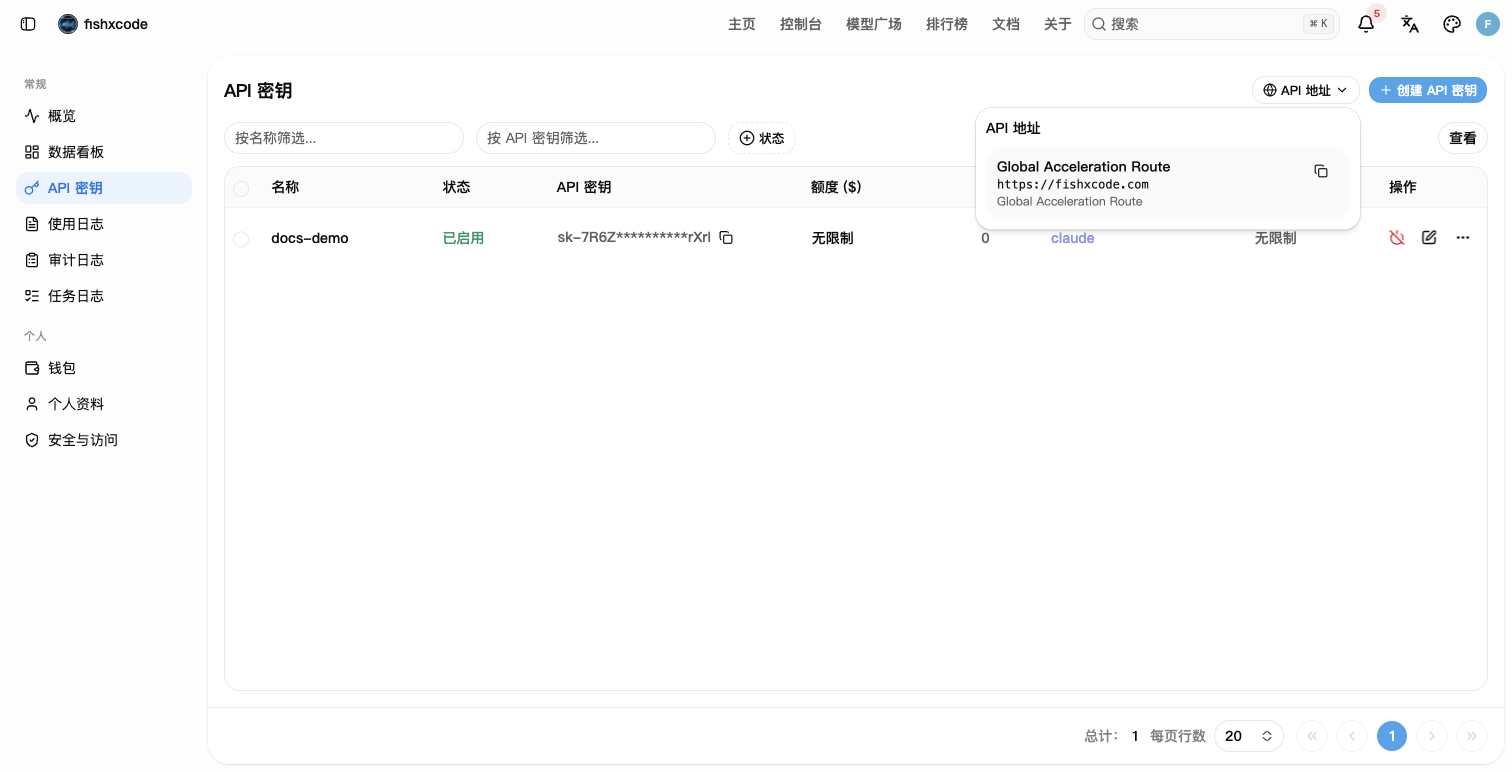 fishxcode
主页 控制台 模型广场 排行榜 文档 关于 搜索 ⌘ K 5 F
常规
概览
数据看板
API 密钥
使用日志
审计日志
任务日志
个人
钱包
个人资料
安全与访问
API 密钥
API 地址 + 创建 API 密钥
按名称筛选... 按 API 密钥筛选... 状态 查看
API 地址
Global Acceleration Route
https://fishxcode.com
Global Acceleration Route
名称 状态 API 密钥 额度 ($) 操作
docs-demo 已启用 sk-7R6Z**********rXrl 无限制 0 claude 无限制
总计: 1 每页行数 20 « ‹ 1 › »